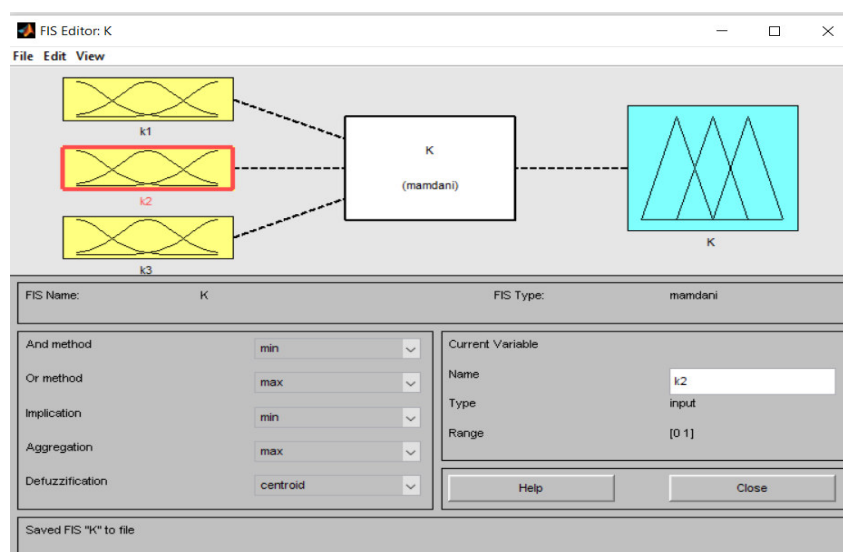 FIS Editor: K
File Edit View
k1
k2
k3
K
(mamdani)
K
FIS Name: K FIS Type: mamdani
And method min
Or method max
Implication min
Aggregation max
Defuzzification centroid
Current Variable
Name k2
Type input
Range [0 1]
Help Close
Saved FIS "K" to file